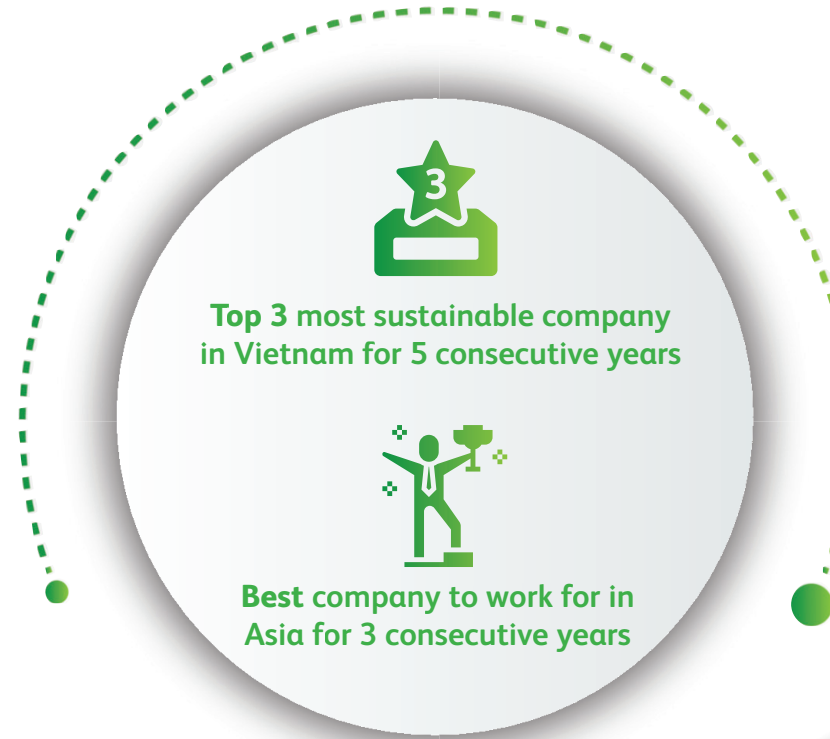 3
Top 3 most sustainable company
in Vietnam for 5 consecutive years
Best company to work for in
Asia for 3 consecutive years